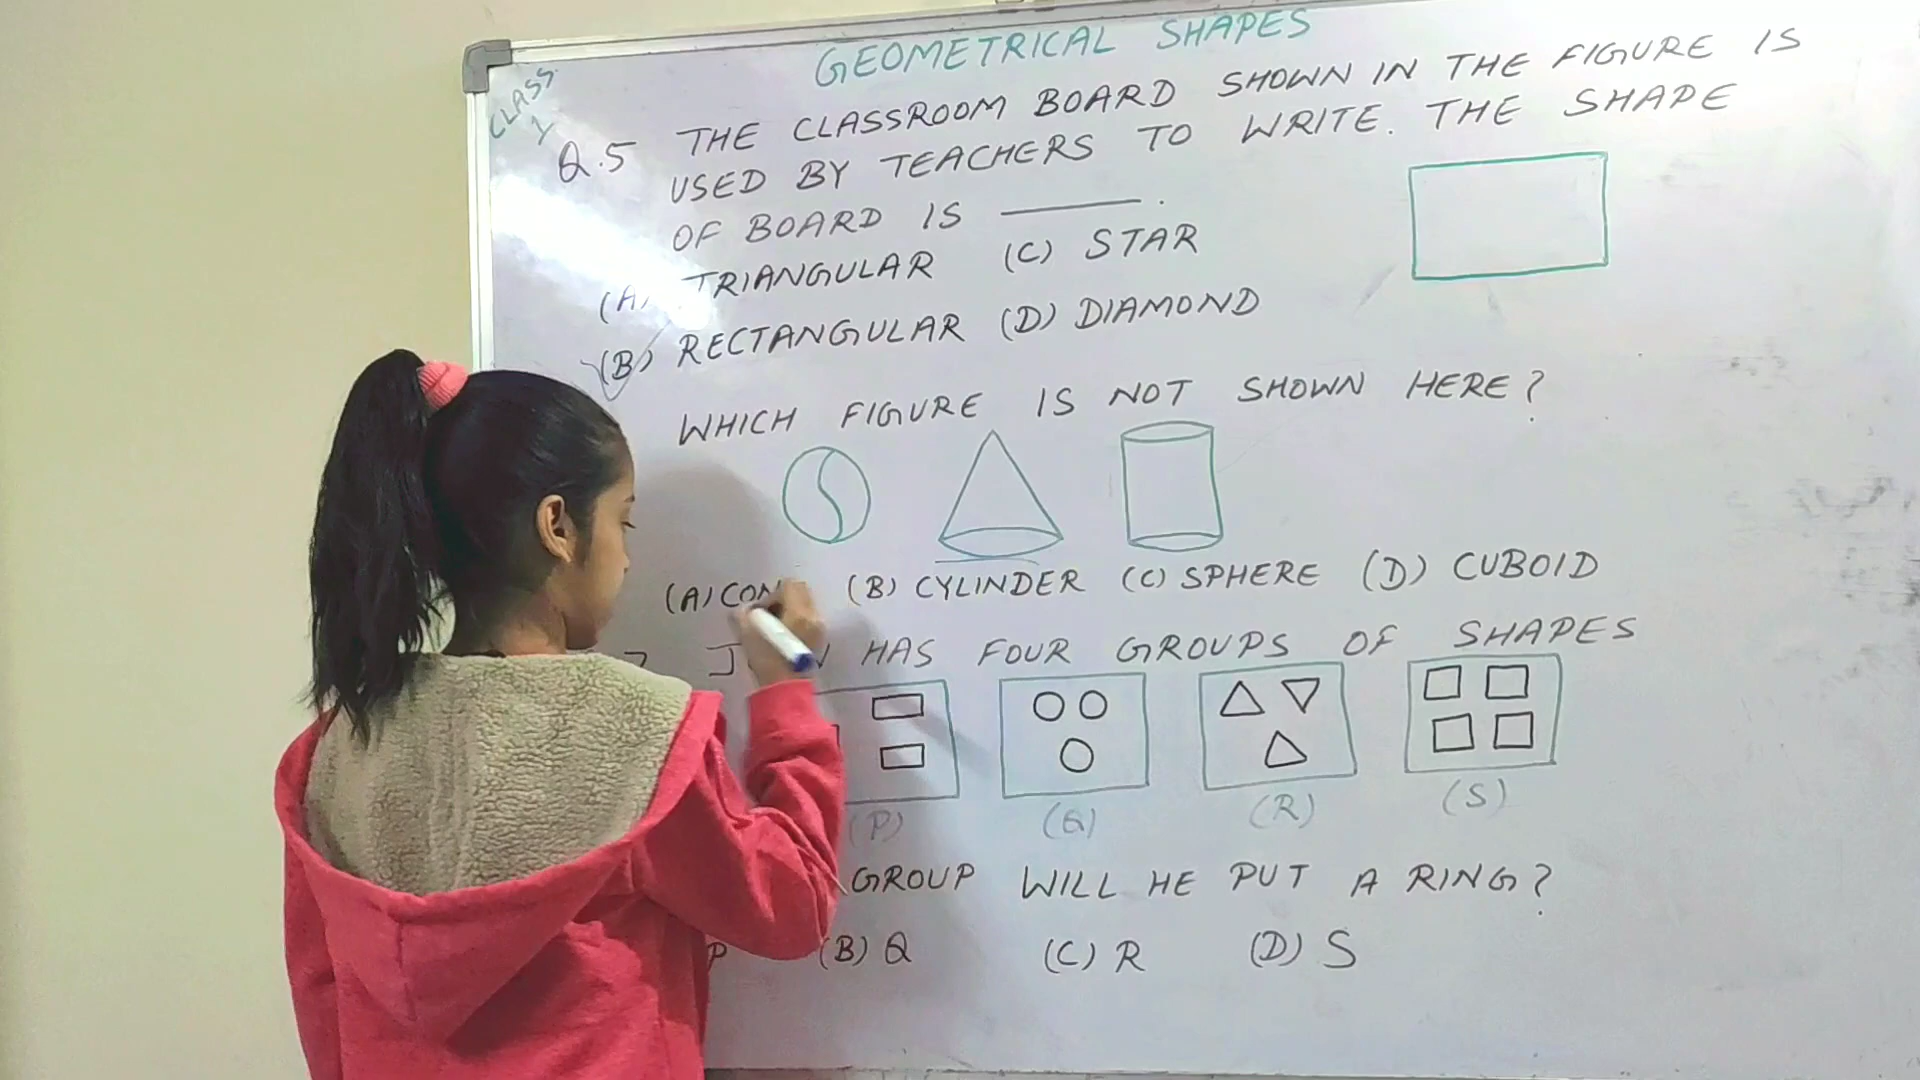 GEOMETRICAL SHAPES
CLASS
1
Q.5 THE CLASSROOM BOARD SHOWN IN THE FIGURE IS
USED BY TEACHERS TO WRITE. THE SHAPE
OF BOARD IS ______.
(A) TRIANGULAR (C) STAR
(B) RECTANGULAR (D) DIAMOND
WHICH FIGURE IS NOT SHOWN HERE?
(A) (B) CYLINDER (C) SPHERE (D) CUBOID
HAS FOUR GROUPS OF SHAPES
(P) (Q) (R) (S)
GROUP WILL HE PUT A RING?
P (B) Q (C) R (D) S